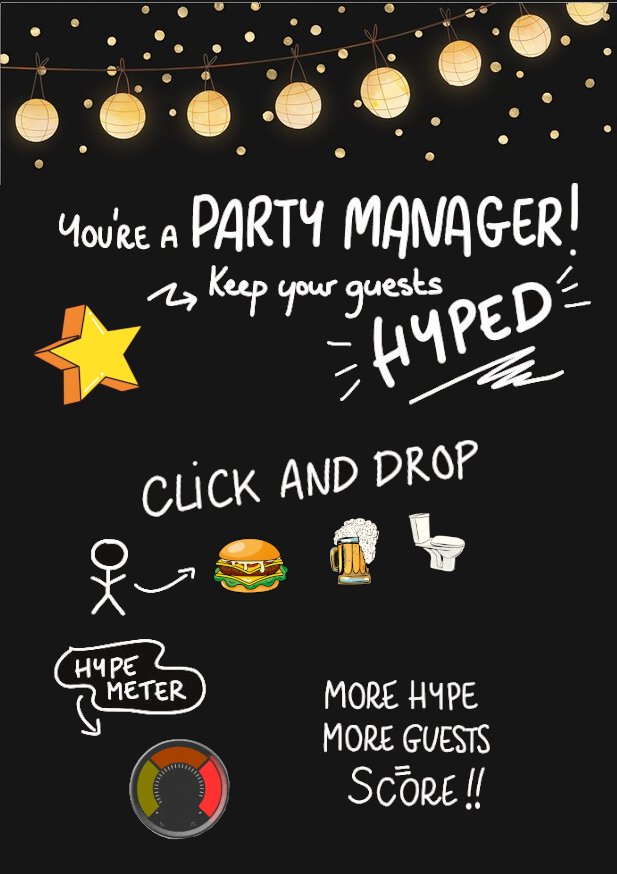 You're a PARTY MANAGER!
Keep your guests
HYPED
CLiCK AND DROP
HYPE
METER
MORE HYPE
MORE GUESTS
=
SCORE !!